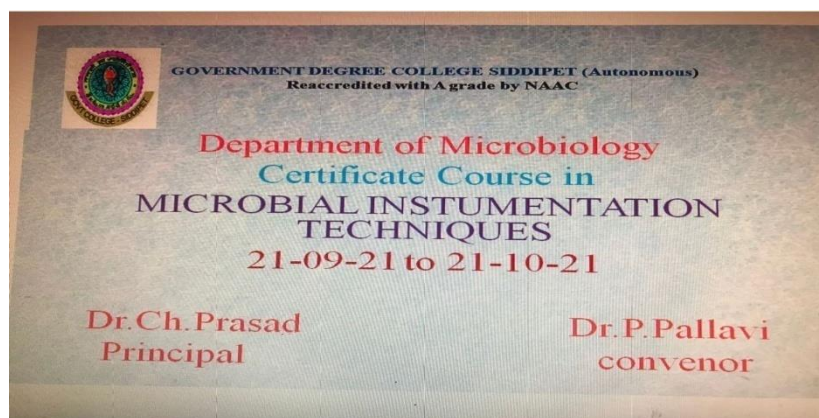 GOVERNMENT DEGREE COLLEGE SIDDIPET (Autonomous)
Reaccredited with A grade by NAAC
Department of Microbiology
Certificate Course in
MICROBIAL INSTUMENTATION
TECHNIQUES
21-09-21 to 21-10-21
Dr.Ch.Prasad
Principal
Dr.P.Pallavi
convenor